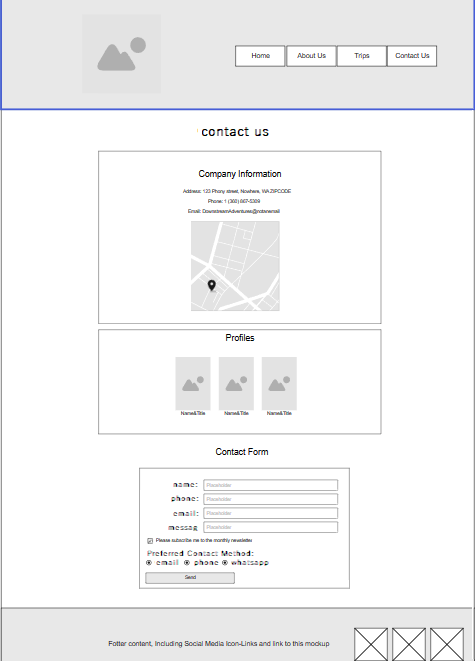 Home About Us Trips Contact Us
contact us
Company Information
Address: 123 Phony street, Nowhere, WA,ZIPCODE
Phone: 1 (360) 867-5309
Email: DownstreamAdventures@notanemail
Profiles
Name&Title Name&Title Name&Title
Contact Form
name: Placeholder
phone: Placeholder
email: Placeholder
messag Placeholder
Please subscribe me to the monthly newsletter
Preferred Contact Method:
email phone whatsapp
Send
Fotter content, Including Social Media Icon-Links and link to this mockup